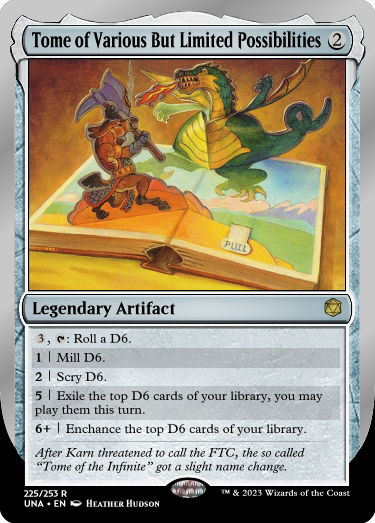 Tome of Various But Limited Possibilities 2
PULL
Legendary Artifact
3, : Roll a D6.
1 | Mill D6.
2 | Scry D6.
5 | Exile the top D6 cards of your library, you may
play them this turn.
6+ | Enchance the top D6 cards of your library.
After Karn threatened to call the FTC, the so called
“Tome of the Infinite” got a slight name change.
225/253 R
UNA • EN Heather Hudson
™ & 2023 Wizards of the Coast